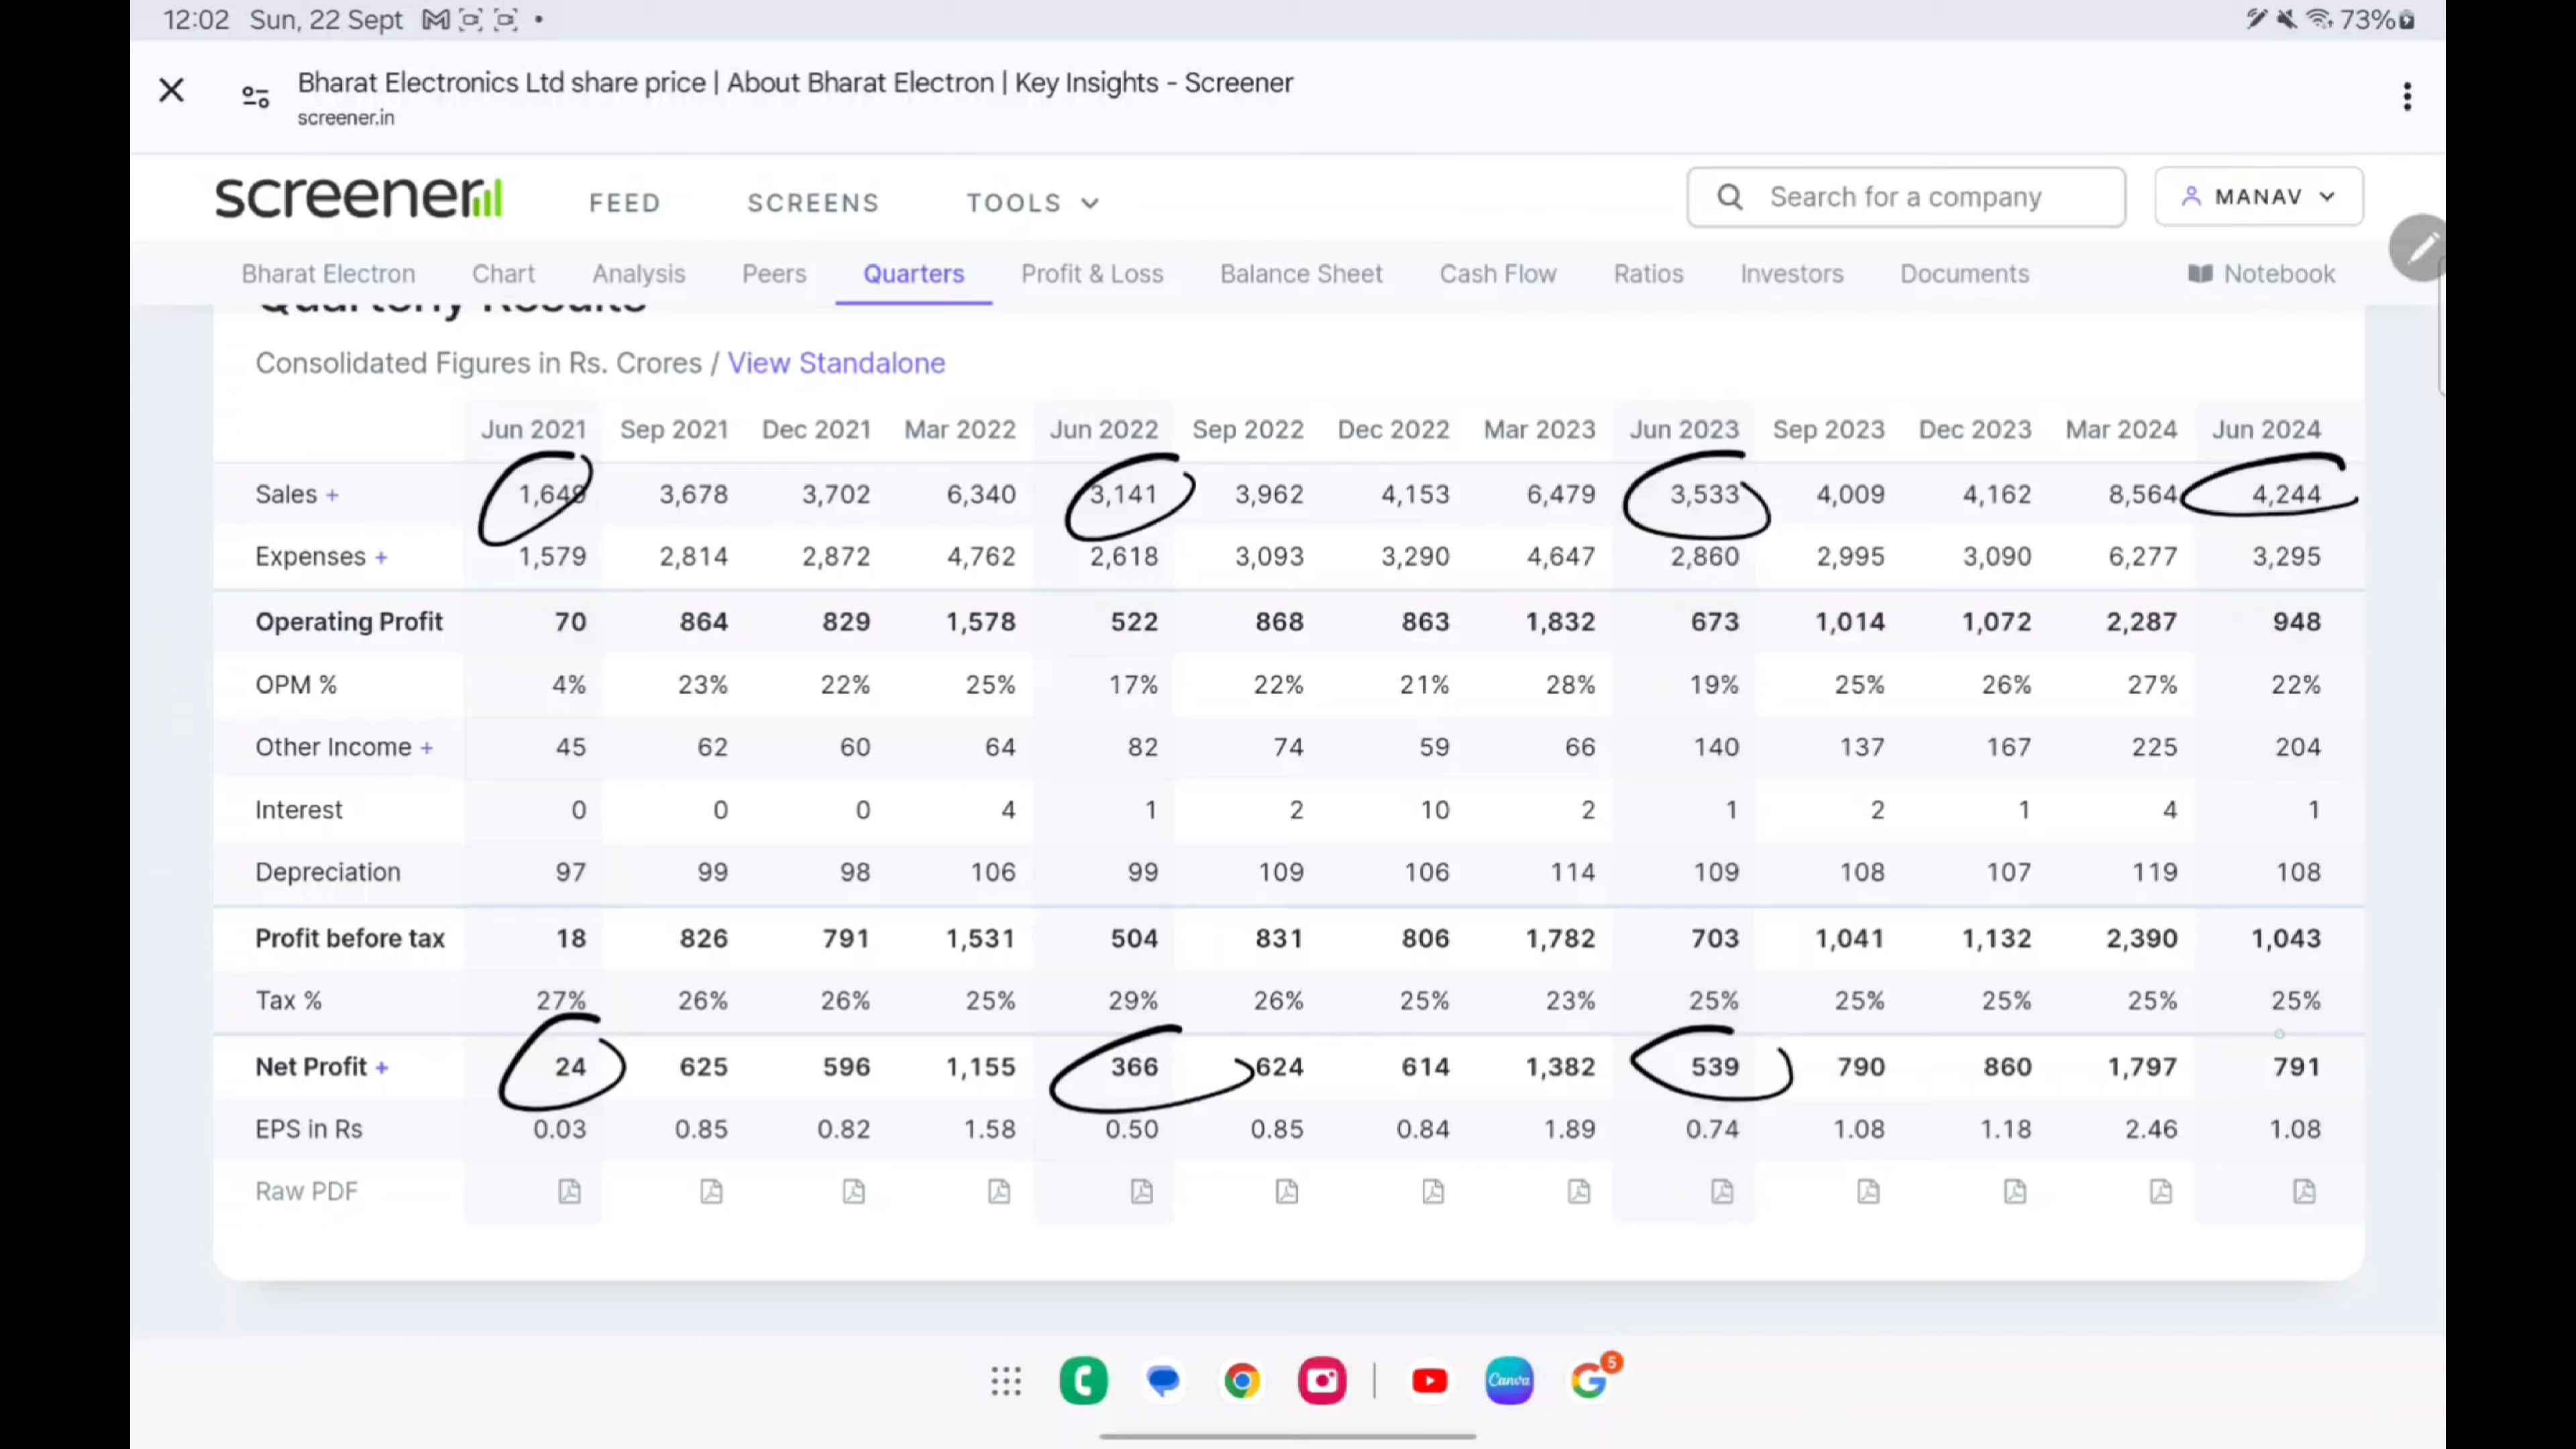 12:02 Sun, 22 Sept 73%
Bharat Electronics Ltd share price | About Bharat Electron | Key Insights - Screener
screener.in
screener FEED SCREENS TOOLS Search for a company MANAV
Bharat Electron Chart Analysis Peers Quarters Profit & Loss Balance Sheet Cash Flow Ratios Investors Documents Notebook
Quarterly Results
Consolidated Figures in Rs. Crores / View Standalone
Jun 2021 Sep 2021 Dec 2021 Mar 2022 Jun 2022 Sep 2022 Dec 2022 Mar 2023 Jun 2023 Sep 2023 Dec 2023 Mar 2024 Jun 2024
Sales + 1,649 3,678 3,702 6,340 3,141 3,962 4,153 6,479 3,533 4,009 4,162 8,564 4,244
Expenses + 1,579 2,814 2,872 4,762 2,618 3,093 3,290 4,647 2,860 2,995 3,090 6,277 3,295
Operating Profit 70 864 829 1,578 522 868 863 1,832 673 1,014 1,072 2,287 948
OPM % 4% 23% 22% 25% 17% 22% 21% 28% 19% 25% 26% 27% 22%
Other Income + 45 62 60 64 82 74 59 66 140 137 167 225 204
Interest 0 0 0 4 1 2 10 2 1 2 1 4 1
Depreciation 97 99 98 106 99 109 106 114 109 108 107 119 108
Profit before tax 18 826 791 1,531 504 831 806 1,782 703 1,041 1,132 2,390 1,043
Tax % 27% 26% 26% 25% 29% 26% 25% 23% 25% 25% 25% 25% 25%
Net Profit + 24 625 596 1,155 366 624 614 1,382 539 790 860 1,797 791
EPS in Rs 0.03 0.85 0.82 1.58 0.50 0.85 0.84 1.89 0.74 1.08 1.18 2.46 1.08
Raw PDF
Canva
5